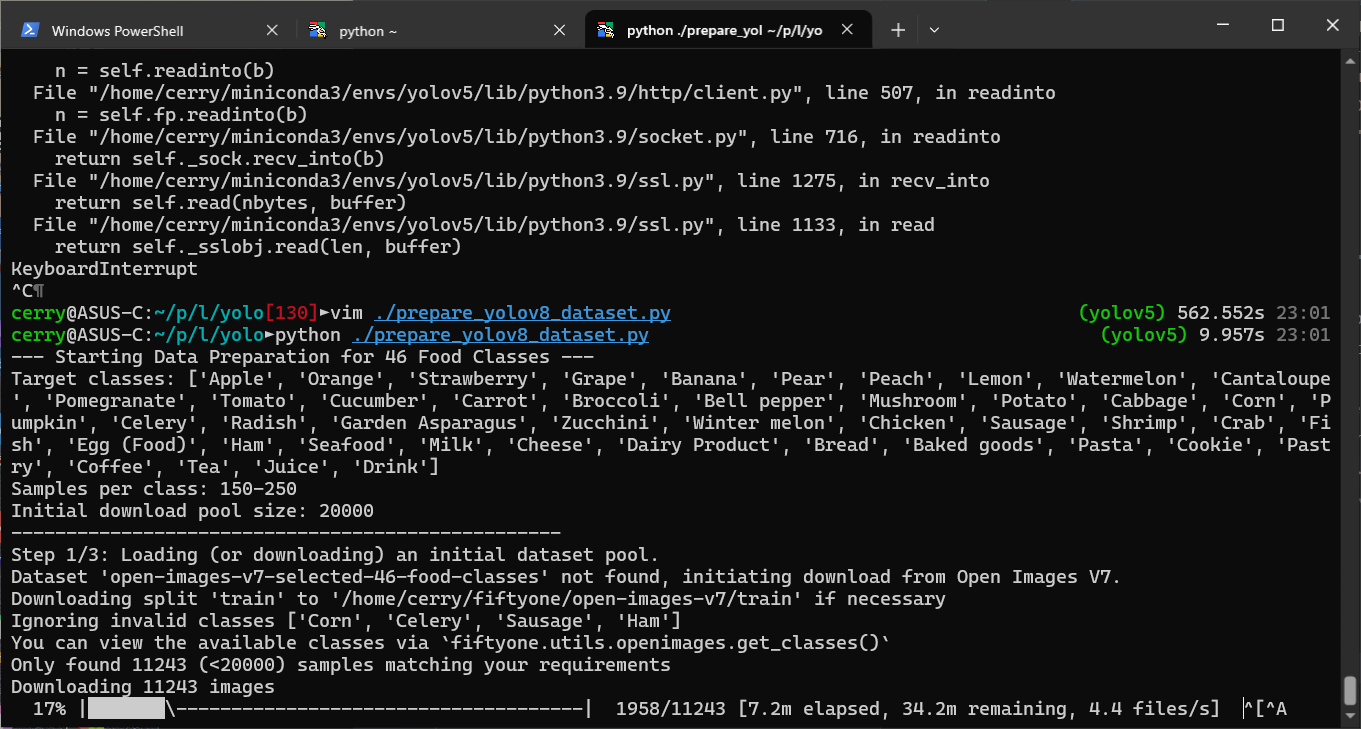 Windows PowerShell
python ~
python ./prepare_yol ~/p/l/yo
n = self.readinto(b)
File "/home/cerry/miniconda3/envs/yolov5/lib/python3.9/http/client.py", line 507, in readinto
n = self.fp.readinto(b)
File "/home/cerry/miniconda3/envs/yolov5/lib/python3.9/socket.py", line 716, in readinto
return self._sock.recv_into(b)
File "/home/cerry/miniconda3/envs/yolov5/lib/python3.9/ssl.py", line 1275, in recv_into
return self.read(nbytes, buffer)
File "/home/cerry/miniconda3/envs/yolov5/lib/python3.9/ssl.py", line 1133, in read
return self._sslobj.read(len, buffer)
KeyboardInterrupt
^C¶
cerry@ASUS-C:~/p/l/yolo[130]►vim ./prepare_yolov8_dataset.py (yolov5) 562.552s 23:01
cerry@ASUS-C:~/p/l/yolo►python ./prepare_yolov8_dataset.py (yolov5) 9.957s 23:01
--- Starting Data Preparation for 46 Food Classes ---
Target classes: ['Apple', 'Orange', 'Strawberry', 'Grape', 'Banana', 'Pear', 'Peach', 'Lemon', 'Watermelon', 'Cantaloupe
', 'Pomegranate', 'Tomato', 'Cucumber', 'Carrot', 'Broccoli', 'Bell pepper', 'Mushroom', 'Potato', 'Cabbage', 'Corn', 'P
umpkin', 'Celery', 'Radish', 'Garden Asparagus', 'Zucchini', 'Winter melon', 'Chicken', 'Sausage', 'Shrimp', 'Crab', 'Fi
sh', 'Egg (Food)', 'Ham', 'Seafood', 'Milk', 'Cheese', 'Dairy Product', 'Bread', 'Baked goods', 'Pasta', 'Cookie', 'Past
ry', 'Coffee', 'Tea', 'Juice', 'Drink']
Samples per class: 150-250
Initial download pool size: 20000
--------------------------------------------------
Step 1/3: Loading (or downloading) an initial dataset pool.
Dataset 'open-images-v7-selected-46-food-classes' not found, initiating download from Open Images V7.
Downloading split 'train' to '/home/cerry/fiftyone/open-images-v7/train' if necessary
Ignoring invalid classes ['Corn', 'Celery', 'Sausage', 'Ham']
You can view the available classes via `fiftyone.utils.openimages.get_classes()`
Only found 11243 (<20000) samples matching your requirements
Downloading 11243 images
17% |███████\-------------------------------------| 1958/11243 [7.2m elapsed, 34.2m remaining, 4.4 files/s] ^[^A